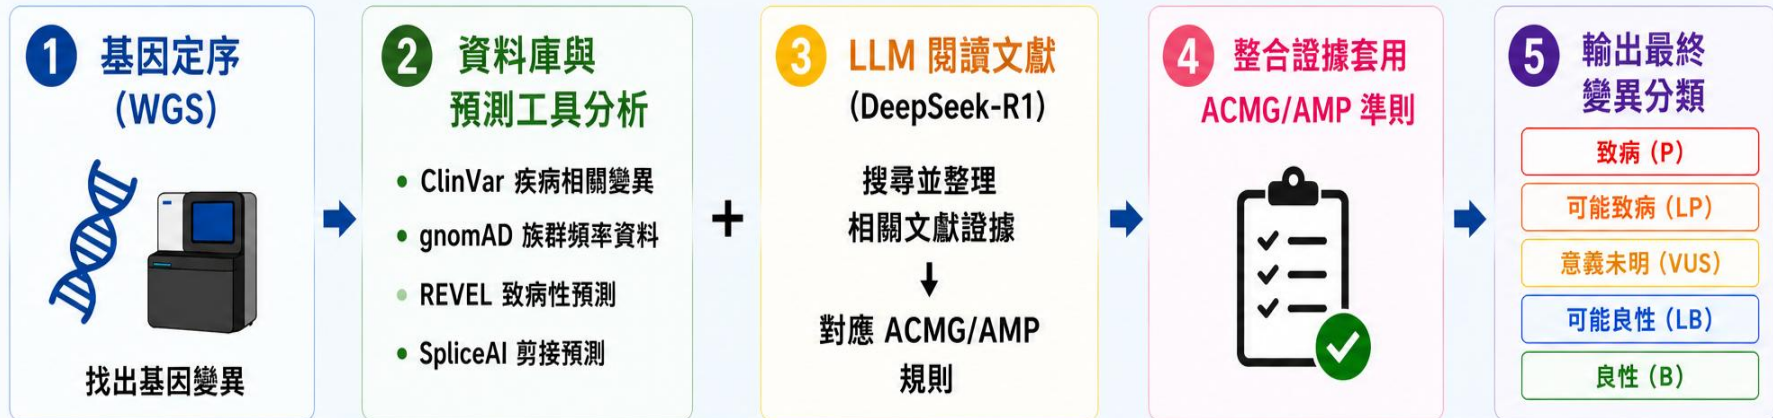 1 基因定序
(WGS)
找出基因變異
2 資料庫與
預測工具分析
• ClinVar 疾病相關變異
• gnomAD 族群頻率資料
• REVEL 致病性預測
• SpliceAI 剪接預測
+
3 LLM 閱讀文獻
(DeepSeek-R1)
搜尋並整理
相關文獻證據
對應 ACMG/AMP
規則
4 整合證據套用
ACMG/AMP 準則
5 輸出最終
變異分類
致病 (P)
可能致病 (LP)
意義未明 (VUS)
可能良性 (LB)
良性 (B)